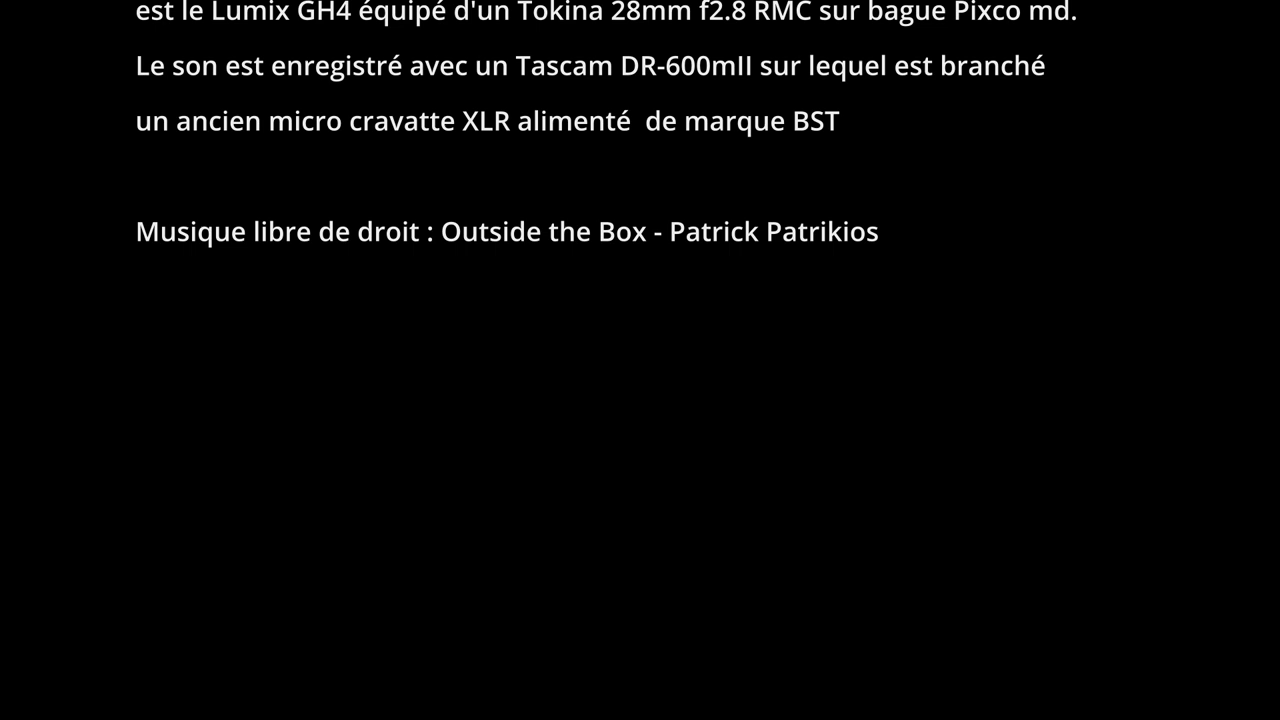 est le Lumix GH4 équipé d'un Tokina 28mm f2.8 RMC sur bague Pixco md.
Le son est enregistré avec un Tascam DR-600mII sur lequel est branché
un ancien micro cravatte XLR alimenté  de marque BST
Musique libre de droit : Outside the Box - Patrick Patrikios